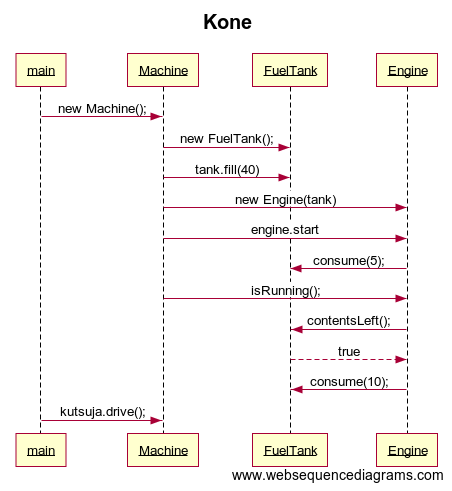 Kone
main Machine FuelTank Engine
new Machine();
new FuelTank();
tank.fill(40)
new Engine(tank)
engine.start
consume(5);
isRunning();
contentsLeft();
true
consume(10);
kutsuja.drive();
main Machine FuelTank Engine
www.websequencediagrams.com